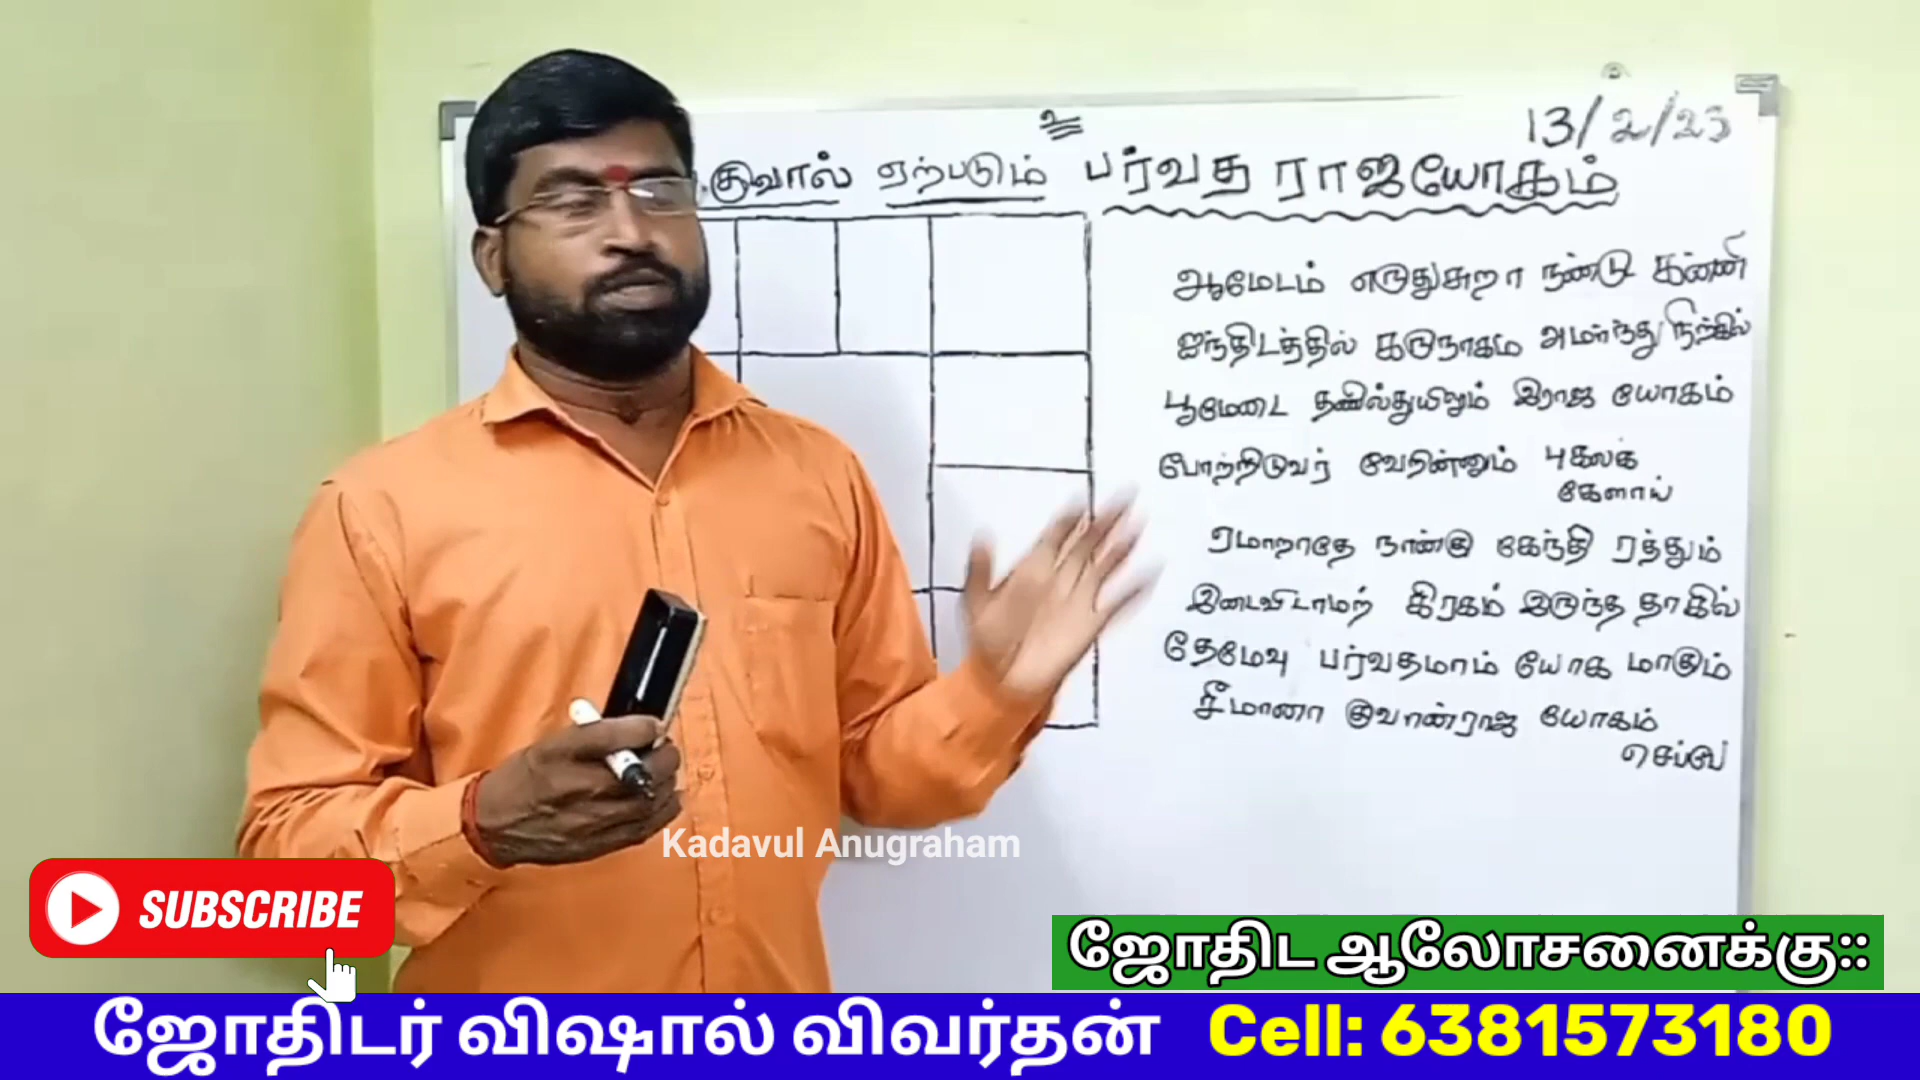 உ
13/2/23
குவால் ஏற்படும் பர்வத ராஜயோகம்
ஆமேடம் எருதுசுறா நண்டு கன்னி
ஐந்திடத்தில் கருநாகம் அமர்ந்து நிற்கில்
பூமேடை தனில்துயிலும் இராஜ யோகம்
போற்றிடுவர் வேறின்னும் புகலக்
கேளாய்
ஏமாறாதே நான்கு கேந்தி ரத்தும்
இடைவிடாமற் கிரகம் இருந்த தாகில்
தேமேவு பர்வதமாம் யோக மாகும்
சீமானா குவான்ராஜ யோகம்
செப்பே
Kadavul Anugraham
SUBSCRIBE
ஜோதிட ஆலோசனைக்கு::
ஜோதிடர் விஷால் விவர்தன் Cell: 6381573180